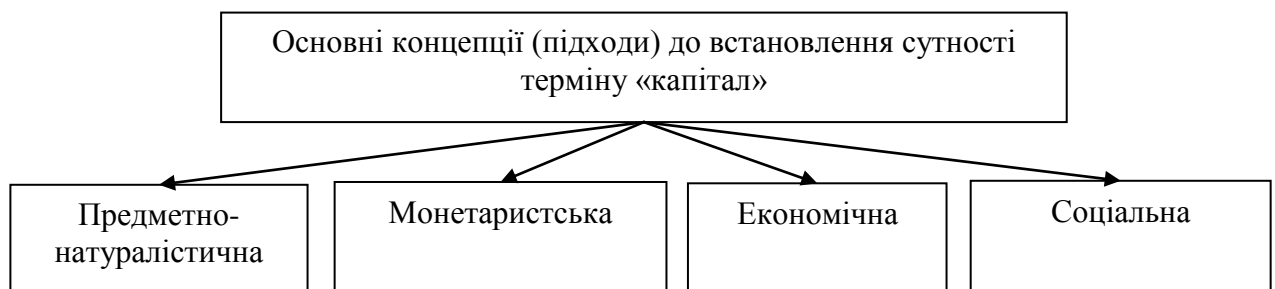 Основні концепції (підходи) до встановлення сутності
терміну «капітал»
Предметно-
натуралістична
Монетаристська
Економічна
Соціальна